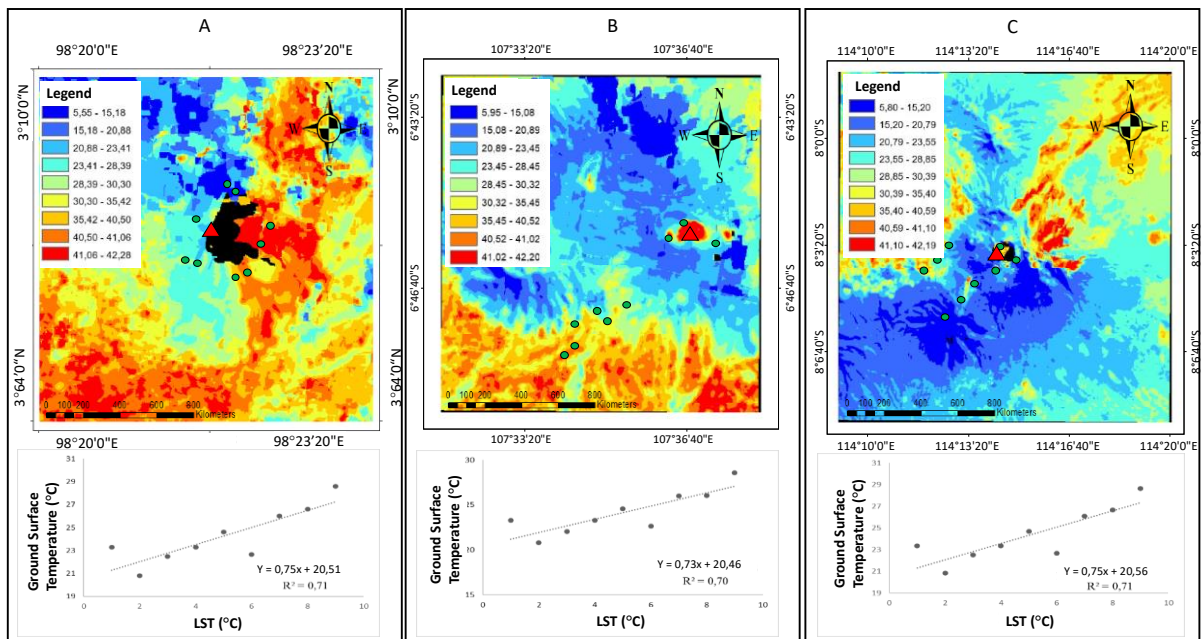 A
98°20'0"E 98°23'20"E
3°10'0"N
3°10'0"N
3°64'0"N
3°64'0"N
Legend
5,55 - 15,18
15,18 - 20,88
20,88 - 23,41
23,41 - 28,39
28,39 - 30,30
30,30 - 35,42
35,42 - 40,50
40,50 - 41,06
41,06 - 42,28
N
W E
S
0 100 200 400 600 800
Kilometers
98°20'0"E 98°23'20"E
31
29
27
25
23
21
19
0 2 4 6 8 10
Ground Surface
Temperature (°C)
LST (°C)
Y = 0,75x + 20,51
R² = 0,71
B
107°33'20"E 107°36'40"E
6°43'20"S
6°43'20"S
6°46'40"S
6°46'40"S
Legend
5,95 - 15,08
15,08 - 20,89
20,89 - 23,45
23.45 - 28.45
28.45 - 30.32
30.32 - 35.45
35.45 - 40.52
40.52 - 41.02
41.02 - 42.20
N
W E
S
0 100 200 400 600 800
Kilometers
107°33'20"E 107°36'40"E
30
25
20
10
15
0 2 4 6 8 10
Ground Surface
Temperature (°C)
LST (°C)
Y = 0,73x + 20,46
R² = 0,70
C
114°10'0"E 114°13'20"E 114°16'40"E 114°20'0"E
8°0'0"S
8°0'0"S
8°3'20"S
8°3'20"S
8°6'40"S
8°6'40"S
Legend
5,80 - 15,20
15,20 - 20,79
20,79 - 23,55
23,55 - 28,85
28,85 - 30,39
30,39 - 35,40
35,40 - 40,59
40,59 - 41,10
41,10 - 42,19
N
W E
S
0 100 200 400 600 800
Kilometers
114°10'0"E 114°13'20"E 114°16'40"E 114°20'0"E
31
29
27
25
23
21
19
0 2 4 6 8 10
Ground Surface
Temperature (°C)
LST (°C)
Y = 0,75x + 20,56
R² = 0,71